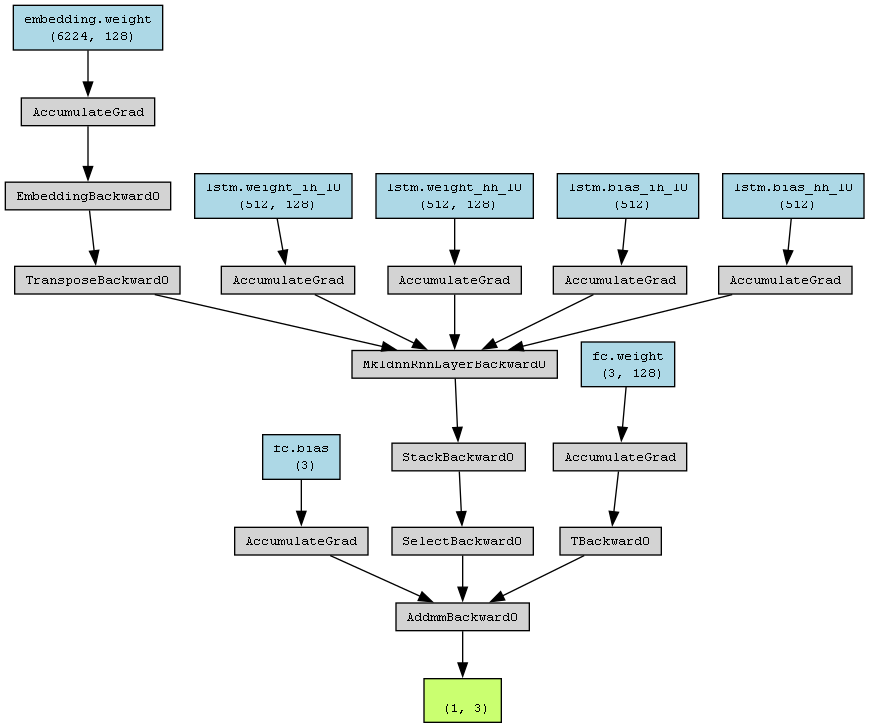 embedding.weight
(6224, 128)
AccumulateGrad
EmbeddingBackward0
lstm.weight_ih_l0
(512, 128)
lstm.weight_hh_l0
(512, 128)
lstm.bias_ih_l0
(512)
lstm.bias_hh_l0
(512)
TransposeBackward0
AccumulateGrad
AccumulateGrad
AccumulateGrad
AccumulateGrad
MkldnnRnnLayerBackward0
fc.weight
(3, 128)
fc.bias
(3)
StackBackward0
AccumulateGrad
AccumulateGrad
SelectBackward0
TBackward0
AddmmBackward0
(1, 3)